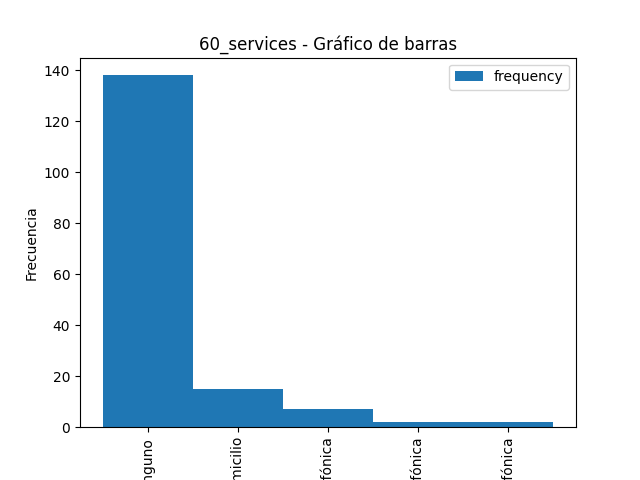 60_services - Gráfico de barras
frequency
Frecuencia
140
120
100
80
60
40
20
0
nguno
micilio
fónica
fónica
fónica